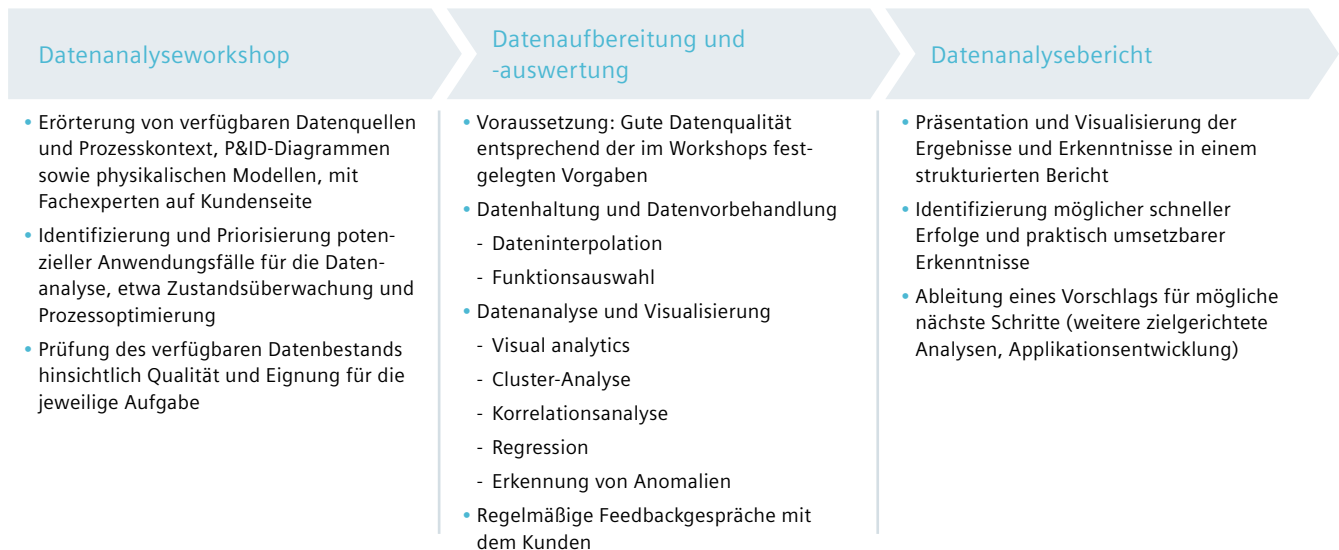 Datenanalyseworkshop
• Erörterung von verfügbaren Datenquellen
und Prozesskontext, P&ID-Diagrammen
sowie physikalischen Modellen, mit
Fachexperten auf Kundenseite
• Identifizierung und Priorisierung poten-
zieller Anwendungsfälle für die Daten-
analyse, etwa Zustandsüberwachung und
Prozessoptimierung
• Prüfung des verfügbaren Datenbestands
hinsichtlich Qualität und Eignung für die
jeweilige Aufgabe
Datenaufbereitung und
-auswertung
• Voraussetzung: Gute Datenqualität
entsprechend der im Workshops fest-
gelegten Vorgaben
• Datenhaltung und Datenvorbehandlung
- Dateninterpolation
- Funktionsauswahl
• Datenanalyse und Visualisierung
- Visual analytics
- Cluster-Analyse
- Korrelationsanalyse
- Regression
- Erkennung von Anomalien
• Regelmäßige Feedbackgespräche mit
dem Kunden
Datenanalysebericht
• Präsentation und Visualisierung der
Ergebnisse und Erkenntnisse in einem
strukturierten Bericht
• Identifizierung möglicher schneller
Erfolge und praktisch umsetzbarer
Erkenntnisse
• Ableitung eines Vorschlags für mögliche
nächste Schritte (weitere zielgerichtete
Analysen, Applikationsentwicklung)